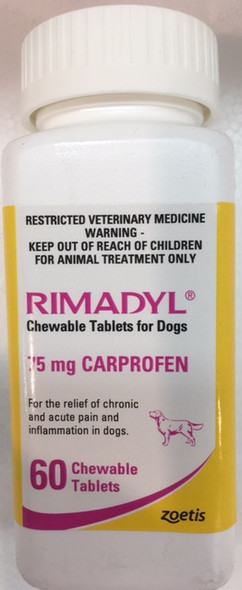 RESTRICTED VETERINARY MEDICINE
WARNING -
KEEP OUT OF REACH OF CHILDREN
FOR ANIMAL TREATMENT ONLY
RIMADYL®
Chewable Tablets for Dogs
75 mg CARPROFEN
For the relief of chronic
and acute pain and
inflammation in dogs.
60 Chewable
Tablets
zoetis